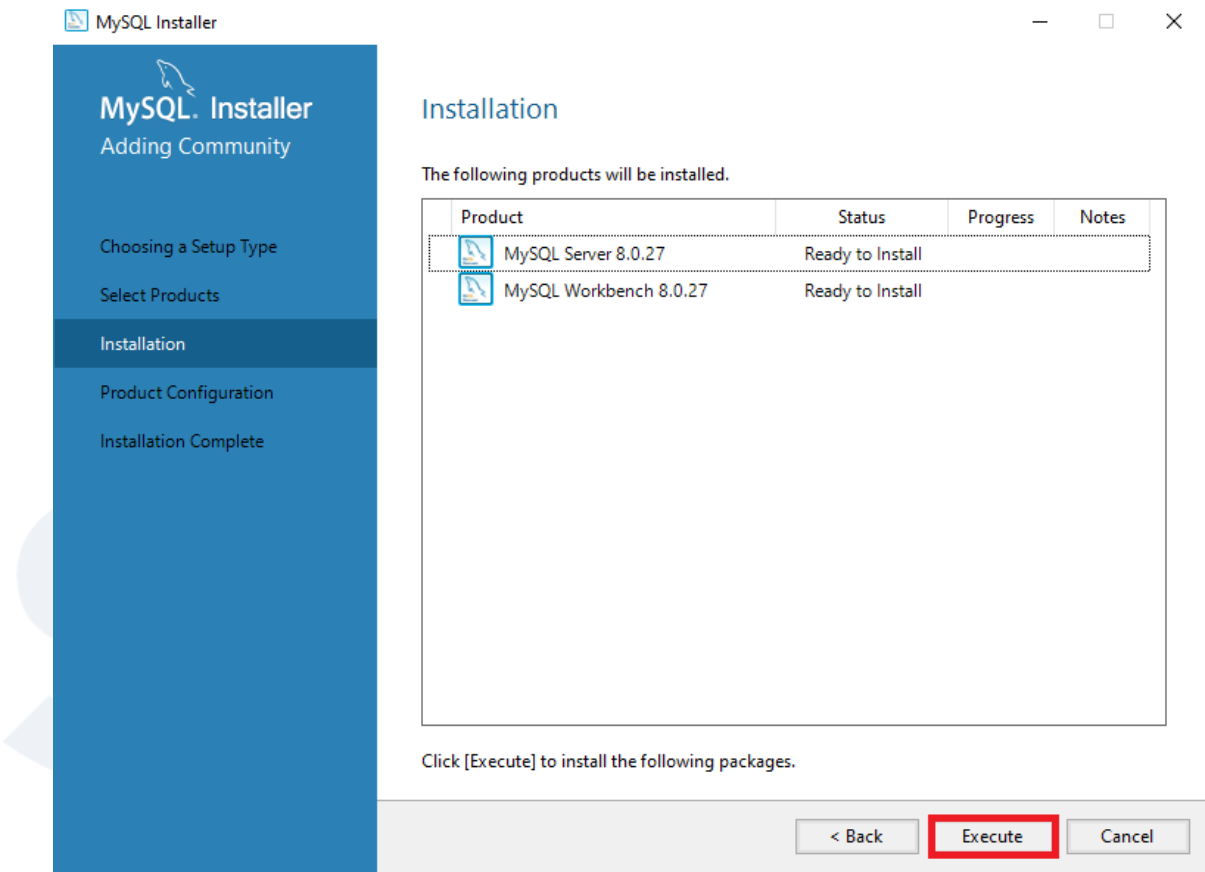 MySQL Installer
MySQL. Installer
Adding Community
Choosing a Setup Type
Select Products
Installation
Product Configuration
Installation Complete
Installation
The following products will be installed.
Product Status Progress Notes
MySQL Server 8.0.27 Ready to Install
MySQL Workbench 8.0.27 Ready to Install
Click [Execute] to install the following packages.
< Back Execute Cancel